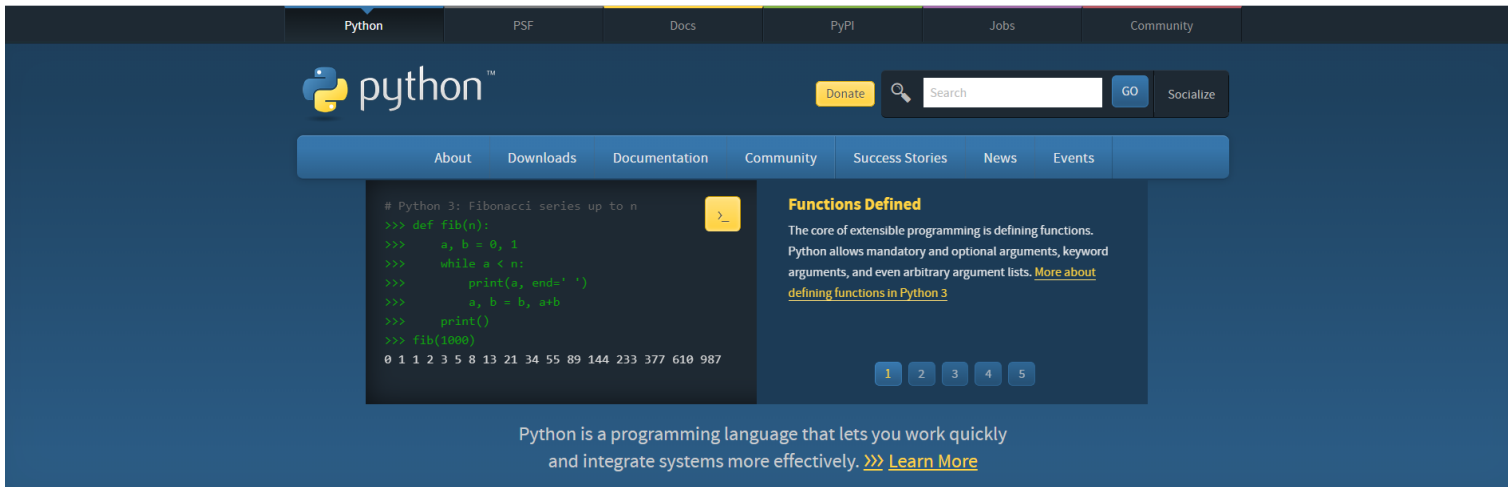 Python PSF Docs PyPI Jobs Community
python™
Donate Search GO Socialize
About Downloads Documentation Community Success Stories News Events
# Python 3: Fibonacci series up to n
>>> def fib(n):
>>>     a, b = 0, 1
>>>     while a < n:
>>>         print(a, end=' ')
>>>         a, b = b, a+b
>>>     print()
>>> fib(1000)
0 1 1 2 3 5 8 13 21 34 55 89 144 233 377 610 987
>_
Functions Defined
The core of extensible programming is defining functions.
Python allows mandatory and optional arguments, keyword
arguments, and even arbitrary argument lists. More about
defining functions in Python 3
1 2 3 4 5
Python is a programming language that lets you work quickly
and integrate systems more effectively. >>> Learn More